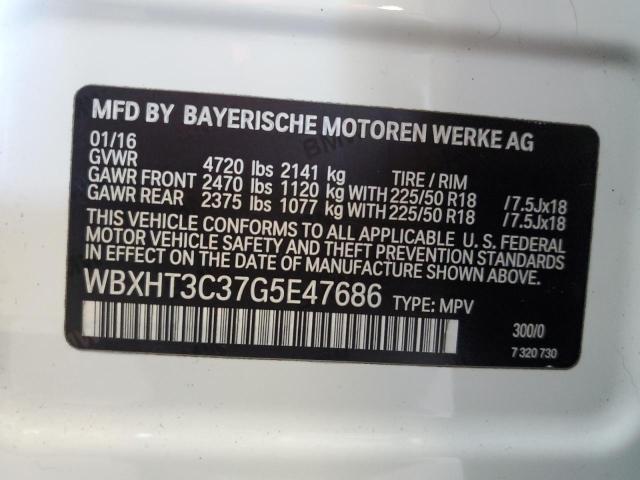 MFD BY BAYERISCHE MOTOREN WERKE AG
01/16
GVWR 4720 lbs 2141 kg TIRE / RIM
GAWR FRONT 2470 lbs 1120 kg WITH 225/50 R18 /7.5Jx18
GAWR REAR 2375 lbs 1077 kg WITH 225/50 R18 /7.5Jx18
THIS VEHICLE CONFORMS TO ALL APPLICABLE U. S. FEDERAL
MOTOR VEHICLE SAFETY AND THEFT PREVENTION STANDARDS
IN EFFECT ON THE DATE OF MANUFACTURE SHOWN ABOVE.
WBXHT3C37G5E47686 TYPE: MPV
300/0
7 320 730